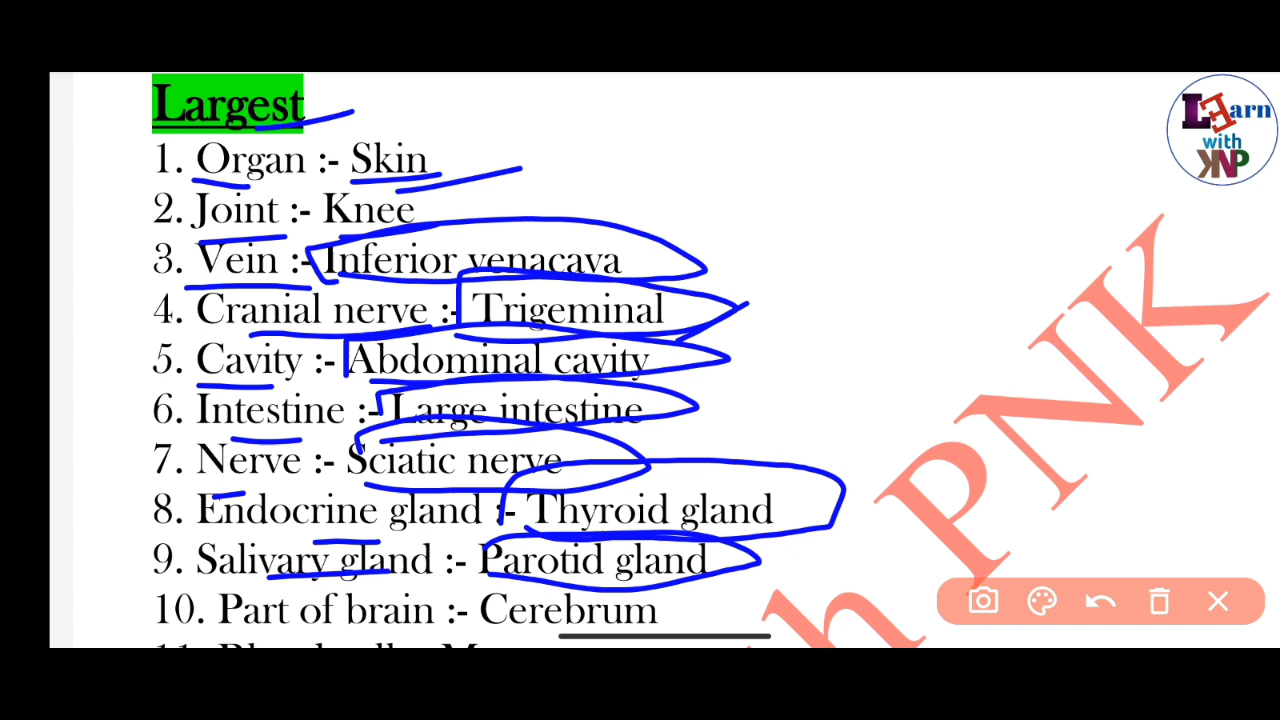 Largest
LEarn
with
KNP
1. Organ :- Skin
2. Joint :- Knee
3. Vein :- Inferior venacava
4. Cranial nerve :- Trigeminal
5. Cavity :- Abdominal cavity
6. Intestine :- Large intestine
7. Nerve :- Sciatic nerve
8. Endocrine gland :- Thyroid gland
9. Salivary gland :- Parotid gland
10. Part of brain :- Cerebrum
h PNK